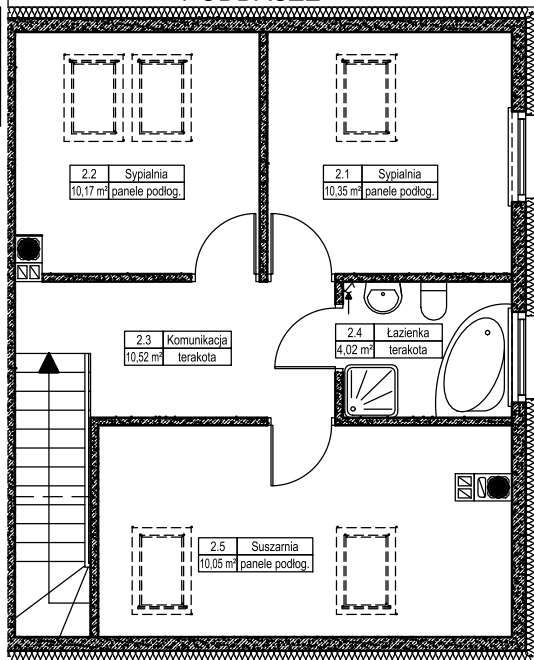 2.2 Sypialnia
10,17 m² panele podłog.
2.1 Sypialnia
10,35 m² panele podłog.
2.3 Komunikacja
10,52 m² terakota
2.4 Łazienka
4,02 m² terakota
2.5 Suszarnia
10,05 m² panele podłog.